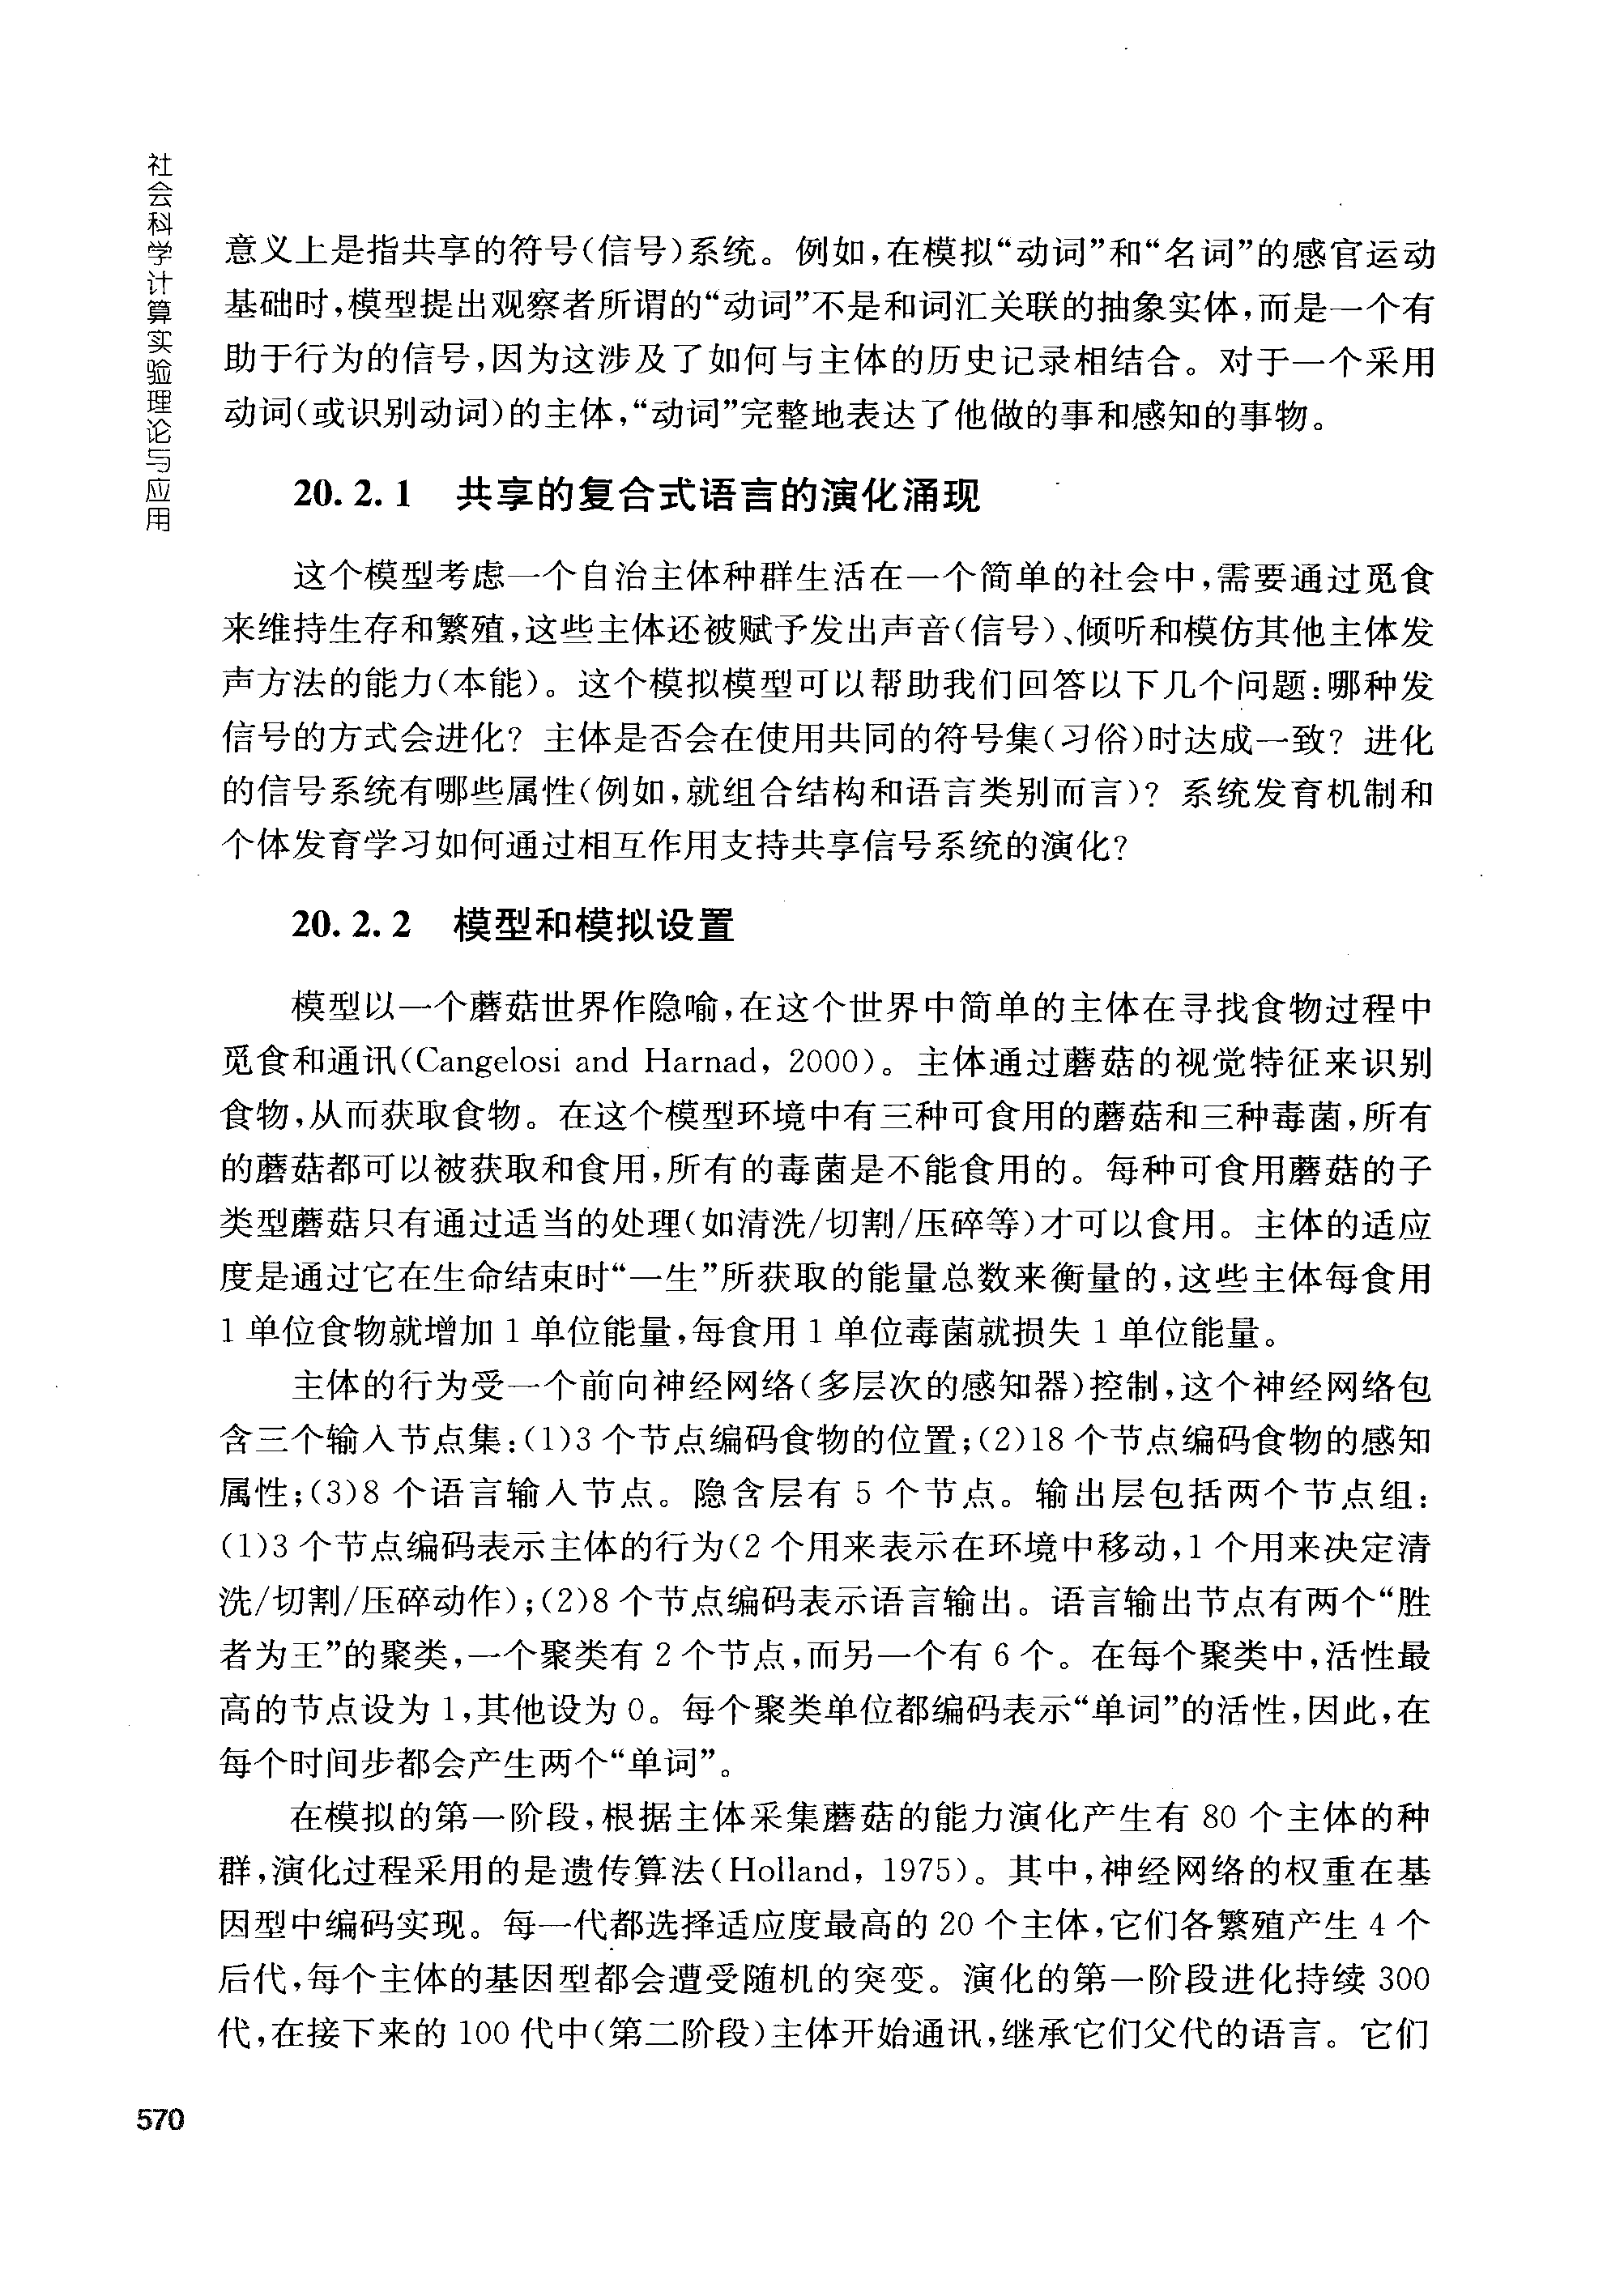 社会科学计算实验理论与应用
意义上是指共享的符号(信号)系统。例如,在模拟“动词”和“名词”的感官运动
基础时,模型提出观察者所谓的“动词”不是和词汇关联的抽象实体,而是一个有
助于行为的信号,因为这涉及了如何与主体的历史记录相结合。对于一个采用
动词(或识别动词)的主体,“动词”完整地表达了他做的事和感知的事物。
20.2.1 共享的复合式语言的演化涌现
这个模型考虑一个自治主体种群生活在一个简单的社会中,需要通过觅食
来维持生存和繁殖,这些主体还被赋予发出声音(信号)、倾听和模仿其他主体发
声方法的能力(本能)。这个模拟模型可以帮助我们回答以下几个问题:哪种发
信号的方式会进化?主体是否会在使用共同的符号集(习俗)时达成一致?进化
的信号系统有哪些属性(例如,就组合结构和语言类别而言)?系统发育机制和
个体发育学习如何通过相互作用支持共享信号系统的演化?
20.2.2 模型和模拟设置
模型以一个蘑菇世界作隐喻,在这个世界中简单的主体在寻找食物过程中
觅食和通讯(Cangelosi and Harnad, 2000)。主体通过蘑菇的视觉特征来识别
食物,从而获取食物。在这个模型环境中有三种可食用的蘑菇和三种毒菌,所有
的蘑菇都可以被获取和食用,所有的毒菌是不能食用的。每种可食用蘑菇的子
类型蘑菇只有通过适当的处理(如清洗/切割/压碎等)才可以食用。主体的适应
度是通过它在生命结束时“一生”所获取的能量总数来衡量的,这些主体每食用
1单位食物就增加1单位能量,每食用1单位毒菌就损失1单位能量。
主体的行为受一个前向神经网络(多层次的感知器)控制,这个神经网络包
含三个输入节点集:(1)3个节点编码食物的位置;(2)18个节点编码食物的感知
属性;(3)8个语言输入节点。隐含层有5个节点。输出层包括两个节点组:
(1)3个节点编码表示主体的行为(2个用来表示在环境中移动,1个用来决定清
洗/切割/压碎动作);(2)8个节点编码表示语言输出。语言输出节点有两个“胜
者为王”的聚类,一个聚类有2个节点,而另一个有6个。在每个聚类中,活性最
高的节点设为1,其他设为0。每个聚类单位都编码表示“单词”的活性,因此,在
每个时间步都会产生两个“单词”。
在模拟的第一阶段,根据主体采集蘑菇的能力演化产生有80个主体的种
群,演化过程采用的是遗传算法(Holland, 1975)。其中,神经网络的权重在基
因型中编码实现。每一代都选择适应度最高的20个主体,它们各繁殖产生4个
后代,每个主体的基因型都会遭受随机的突变。演化的第一阶段进化持续300
代,在接下来的100代中(第二阶段)主体开始通讯,继承它们父代的语言。它们
570